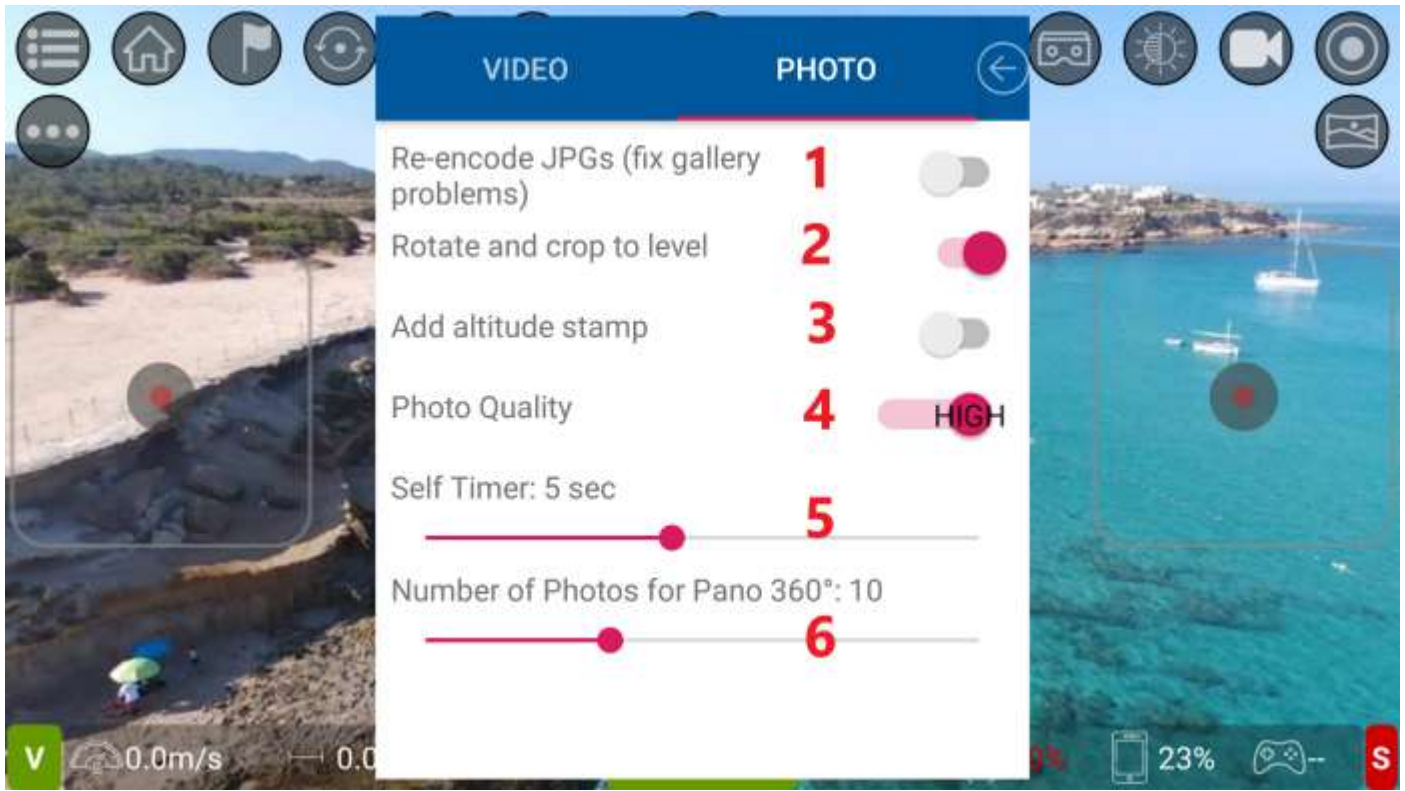 VIDEO PHOTO
Re-encode JPGs (fix gallery 1
problems)
Rotate and crop to level 2
Add altitude stamp 3
Photo Quality 4 HIGH
Self Timer: 5 sec
5
Number of Photos for Pano 360°: 10
6
V 0.0m/s 0.0 23% -- S